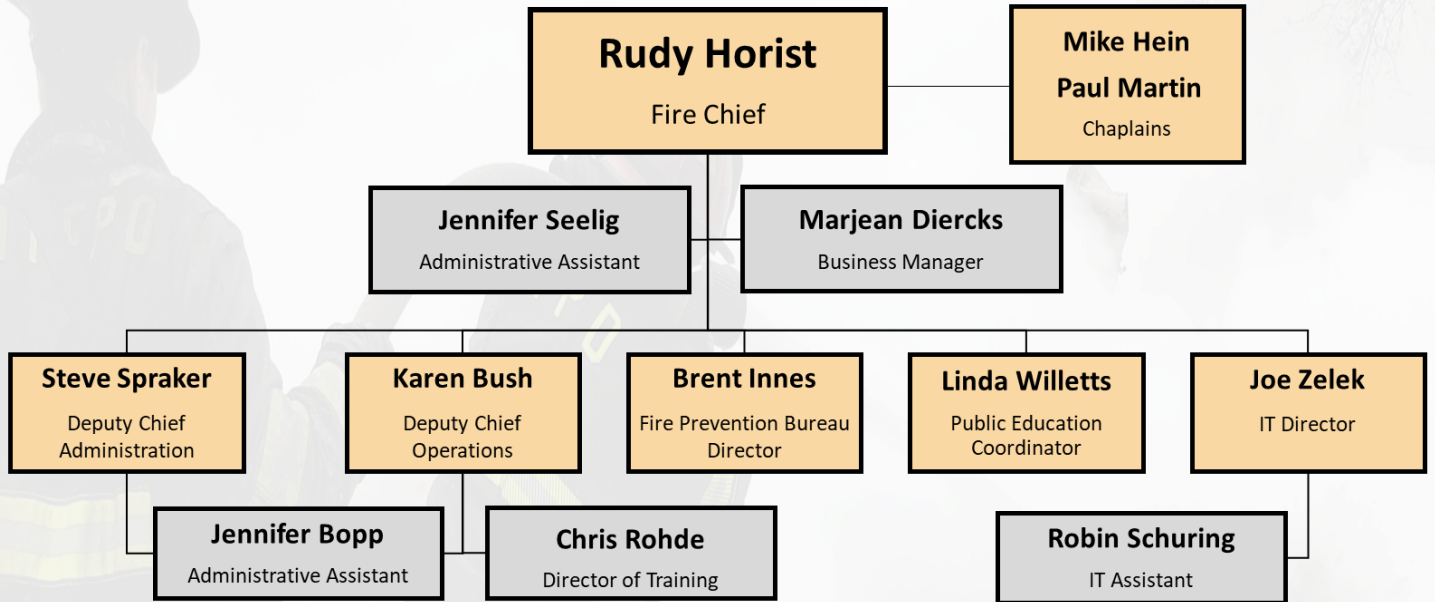 Rudy Horist
Fire Chief
Mike Hein
Paul Martin
Chaplains
Jennifer Seelig
Administrative Assistant
Marjean Diercks
Business Manager
Steve Spraker
Deputy Chief
Administration
Karen Bush
Deputy Chief
Operations
Brent Innes
Fire Prevention Bureau
Director
Linda Willetts
Public Education
Coordinator
Joe Zelek
IT Director
Jennifer Bopp
Administrative Assistant
Chris Rohde
Director of Training
Robin Schuring
IT Assistant